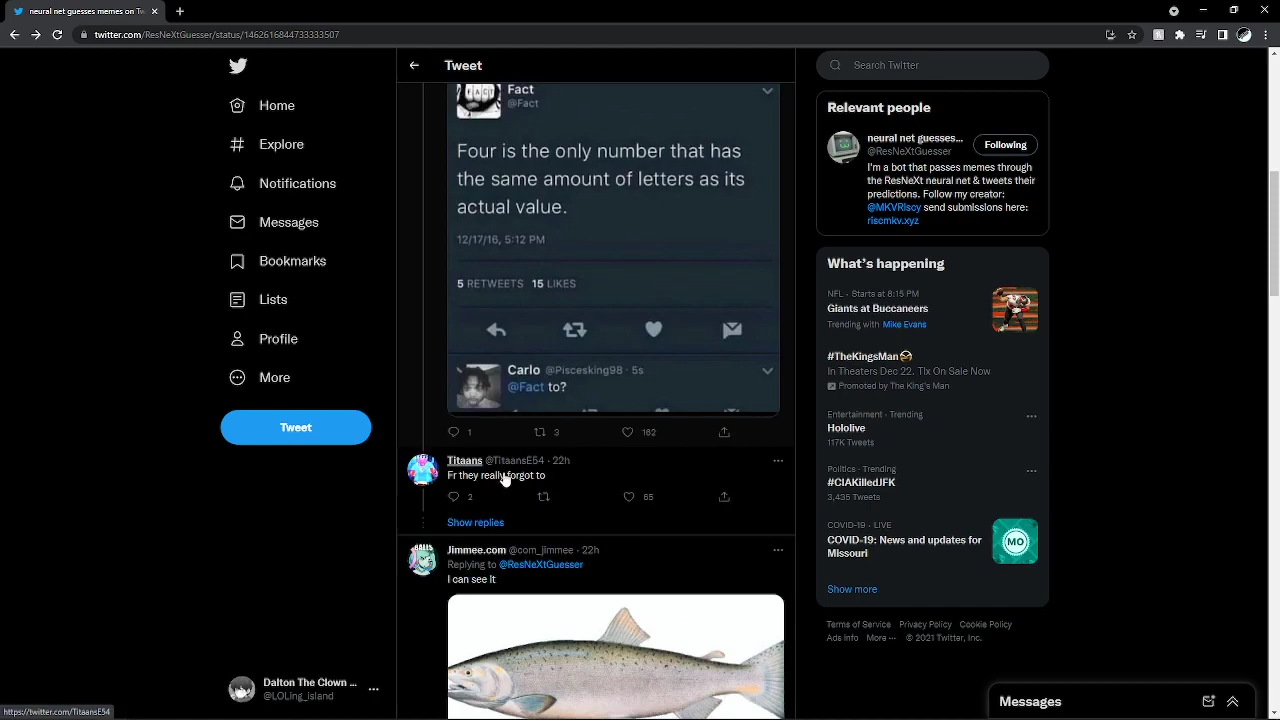 neural net guesses memes on Tw
twitter.com/ResNeXtGuesser/status/1462616844733333507
Home
Explore
Notifications
Messages
Bookmarks
Lists
Profile
More
Tweet
Dalton The Clown ...
@LOLing_Island
https://twitter.com/TitaansE54
Tweet
FACT
Fact
@Fact
Four is the only number that has
the same amount of letters as its
actual value.
12/17/16, 5:12 PM
5 RETWEETS 15 LIKES
Carlo @Piscesking98 · 5s
@Fact to?
1 3 162
Titaans @TitaansE54 · 22h
Fr they really forgot to
2 65
Show replies
Jimmee.com @com_jimmee · 22h
Replying to @ResNeXtGuesser
I can see it
Search Twitter
Relevant people
neural net guesses...
@ResNeXtGuesser
Following
I'm a bot that passes memes through
the ResNeXt neural net & tweets their
predictions. Follow my creator:
@MKVRiscy send submissions here:
riscmkv.xyz
What's happening
NFL · Starts at 8:15 PM
Giants at Buccaneers
Trending with Mike Evans
#TheKingsMan
In Theaters Dec 22. Tix On Sale Now
Promoted by The King's Man
Entertainment · Trending
Hololive
117K Tweets
Politics · Trending
#CIAKilledJFK
3,435 Tweets
COVID-19 · LIVE
COVID-19: News and updates for
Missouri
MO
Show more
Terms of Service Privacy Policy Cookie Policy
Ads info More ··· © 2021 Twitter, Inc.
Messages